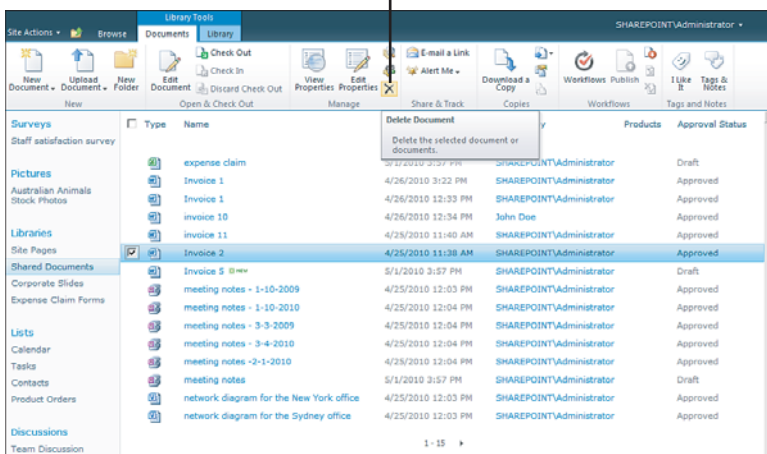 Library Tools
SHAREPOINT\Administrator
Site Actions Browse Documents Library
Check Out
Check In
Discard Check Out
E-mail a Link
Alert Me
New Document
Upload Document
New Folder
Edit Document
View Properties
Edit Properties
Download a Copy
Workflows
Publish
I Like It
Tags & Notes
New Open & Check Out Manage Share & Track Copies Workflows Tags and Notes
Surveys
Staff satisfaction survey
Pictures
Australian Animals
Stock Photos
Libraries
Site Pages
Shared Documents
Corporate Slides
Expense Claim Forms
Lists
Calendar
Tasks
Contacts
Product Orders
Discussions
Team Discussion
Type Name Products Approval Status
Delete Document
Delete the selected document or
documents.
expense claim 5/1/2010 3:57 PM SHAREPOINT\Administrator Draft
Invoice 1 4/26/2010 3:22 PM SHAREPOINT\Administrator Approved
Invoice 1 4/26/2010 12:33 PM SHAREPOINT\Administrator Approved
invoice 10 4/26/2010 12:34 PM John Doe Approved
invoice 11 4/25/2010 11:40 AM SHAREPOINT\Administrator Approved
Invoice 2 4/25/2010 11:38 AM SHAREPOINT\Administrator Approved
Invoice 5 NEW 5/1/2010 3:57 PM SHAREPOINT\Administrator Draft
meeting notes - 1-10-2009 4/25/2010 12:03 PM SHAREPOINT\Administrator Approved
meeting notes - 1-10-2010 4/25/2010 12:04 PM SHAREPOINT\Administrator Approved
meeting notes - 3-3-2009 4/25/2010 12:04 PM SHAREPOINT\Administrator Approved
meeting notes - 3-4-2010 4/25/2010 12:04 PM SHAREPOINT\Administrator Approved
meeting notes -2-1-2010 4/25/2010 12:04 PM SHAREPOINT\Administrator Approved
meeting notes 5/1/2010 3:57 PM SHAREPOINT\Administrator Draft
network diagram for the New York office 4/25/2010 12:03 PM SHAREPOINT\Administrator Approved
network diagram for the Sydney office 4/25/2010 12:03 PM SHAREPOINT\Administrator Approved
1 - 15